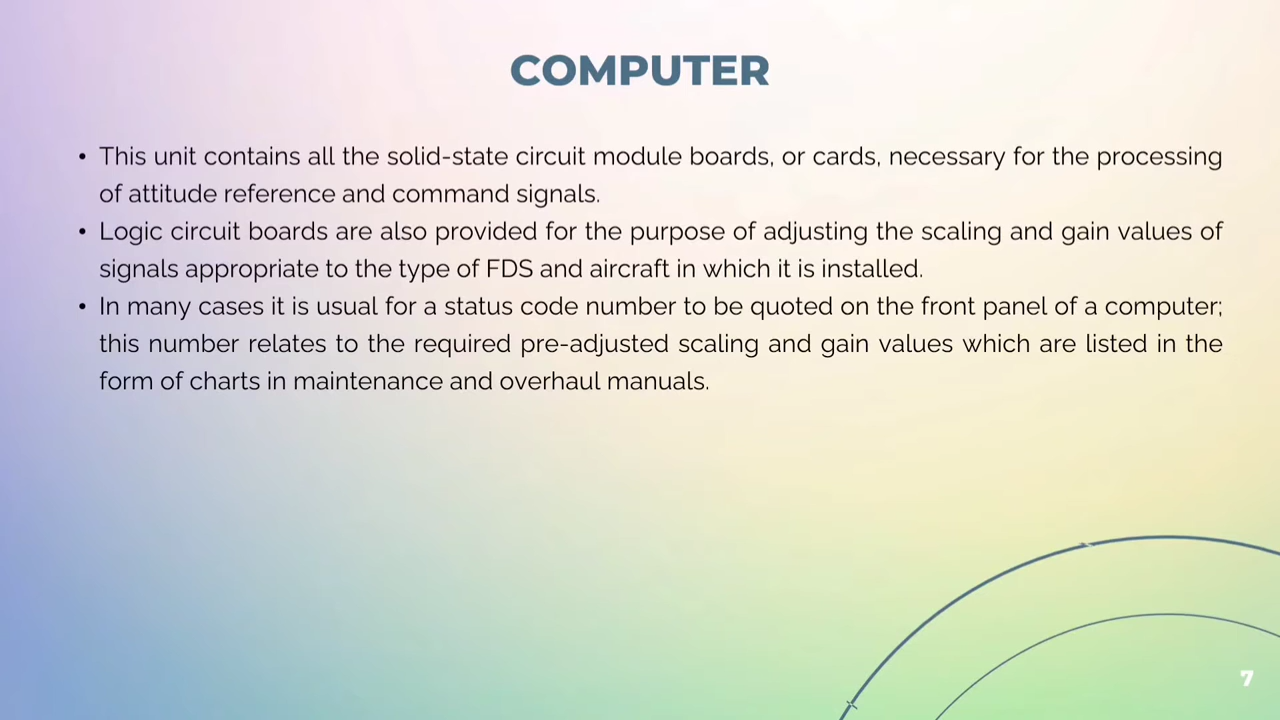 COMPUTER
• This unit contains all the solid-state circuit module boards, or cards, necessary for the processing
of attitude reference and command signals.
• Logic circuit boards are also provided for the purpose of adjusting the scaling and gain values of
signals appropriate to the type of FDS and aircraft in which it is installed.
• In many cases it is usual for a status code number to be quoted on the front panel of a computer;
this number relates to the required pre-adjusted scaling and gain values which are listed in the
form of charts in maintenance and overhaul manuals.
7